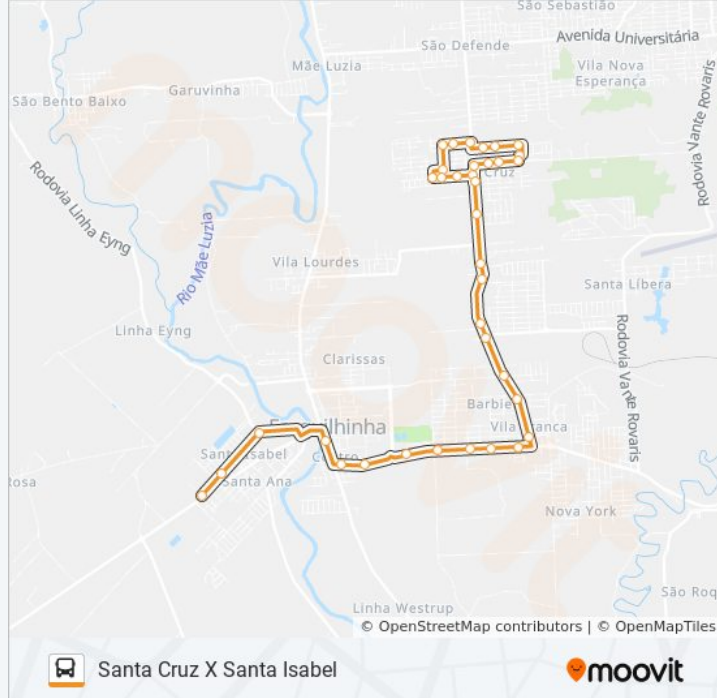 São Sebastião
Avenida Universitária
São Defende
Mãe Luzia
Vila Nova
Esperança
Garuvinha
São Bento Baixo
Rodovia Vante Rovaris
Cruz
Rodovia Linha Eyng
Rio Mãe Luzia
Vila Lourdes
Santa Líbera
Linha Eyng
Rodovia Vante Rovaris
Clarissas
Barbie
Vila Franca
Santa Isabel
Centro
Santa Ana
Rosa
Nova York
São Roq
Linha Westrup
© OpenStreetMap contributors | © OpenMapTiles
Santa Cruz X Santa Isabel
moovit